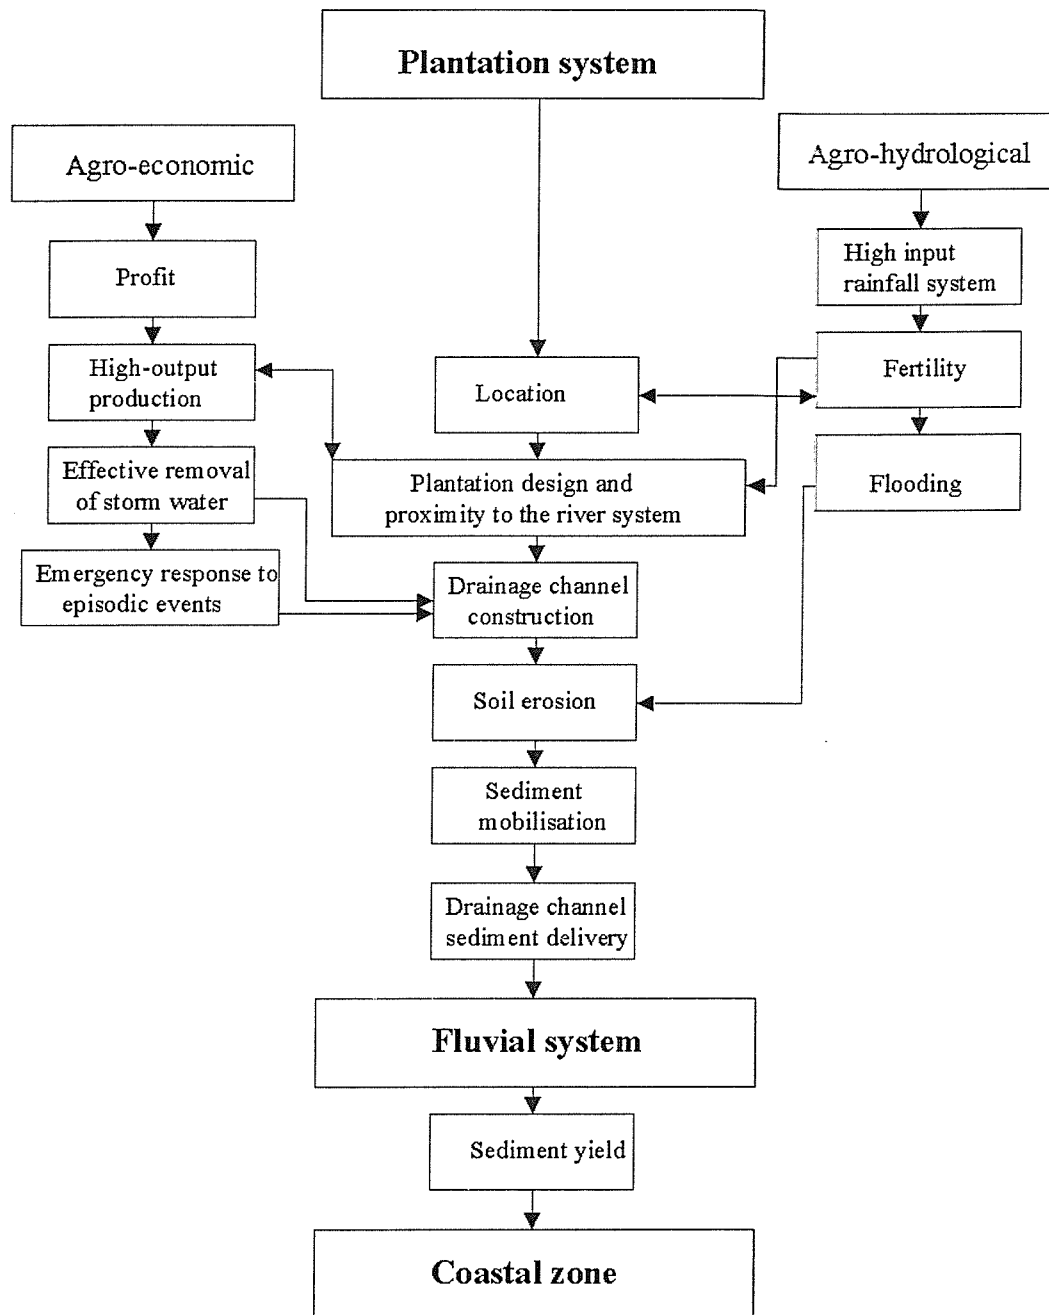 Plantation system
Agro-economic
Agro-hydrological
Profit
High input
rainfall system
High-output
production
Location
Fertility
Effective removal
of storm water
Plantation design and
proximity to the river system
Flooding
Emergency response to
episodic events
Drainage channel
construction
Soil erosion
Sediment
mobilisation
Drainage channel
sediment delivery
Fluvial system
Sediment yield
Coastal zone